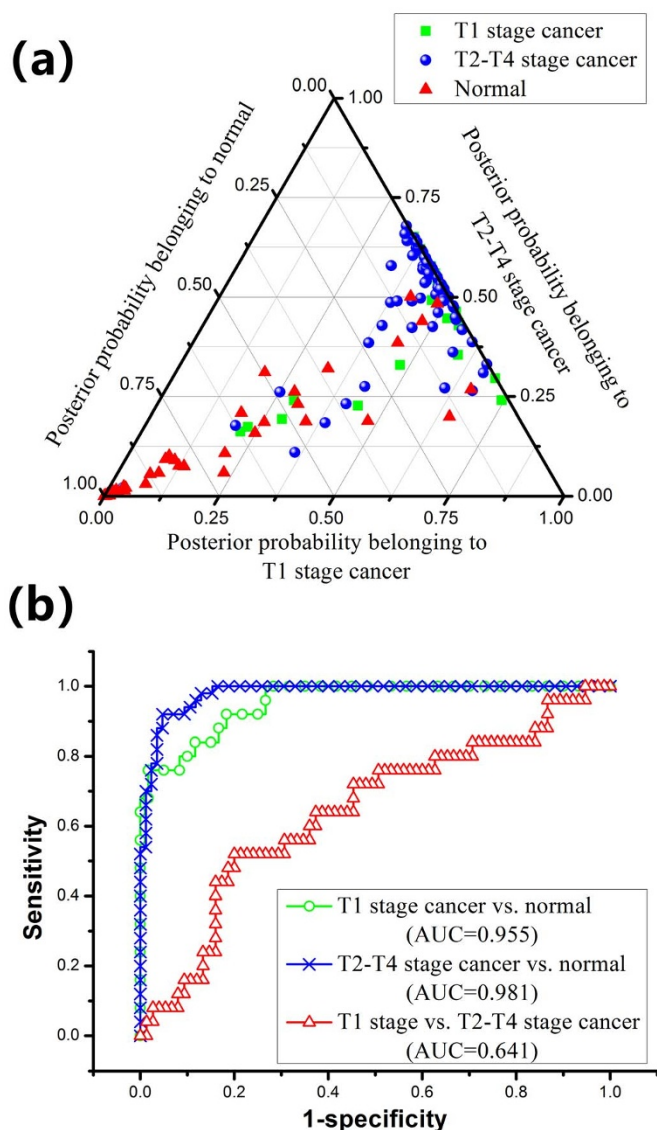 (a)
T1 stage cancer
T2-T4 stage cancer
Normal
0.00
1.00
Posterior probability belonging to normal
Posterior probability belonging to
T2-T4 stage cancer
0.25
0.75
0.50
0.50
0.75
0.25
1.00
0.00
0.00
0.25
0.50
0.75
1.00
Posterior probability belonging to
T1 stage cancer
(b)
1.0
0.8
0.6
0.4
0.2
0.0
Sensitivity
T1 stage cancer vs. normal
(AUC=0.955)
T2-T4 stage cancer vs. normal
(AUC=0.981)
T1 stage vs. T2-T4 stage cancer
(AUC=0.641)
0.0
0.2
0.4
0.6
0.8
1.0
1-specificity